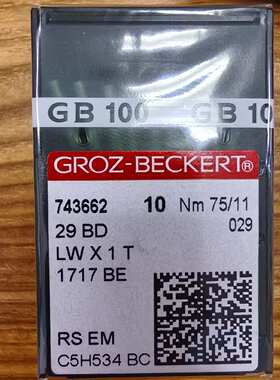 GB 100 GB 10
GROZ-BECKERT®
743662 10 Nm 75/11
29 BD 029
LW X 1 T
1717 BE
RS EM
C5H534 BC